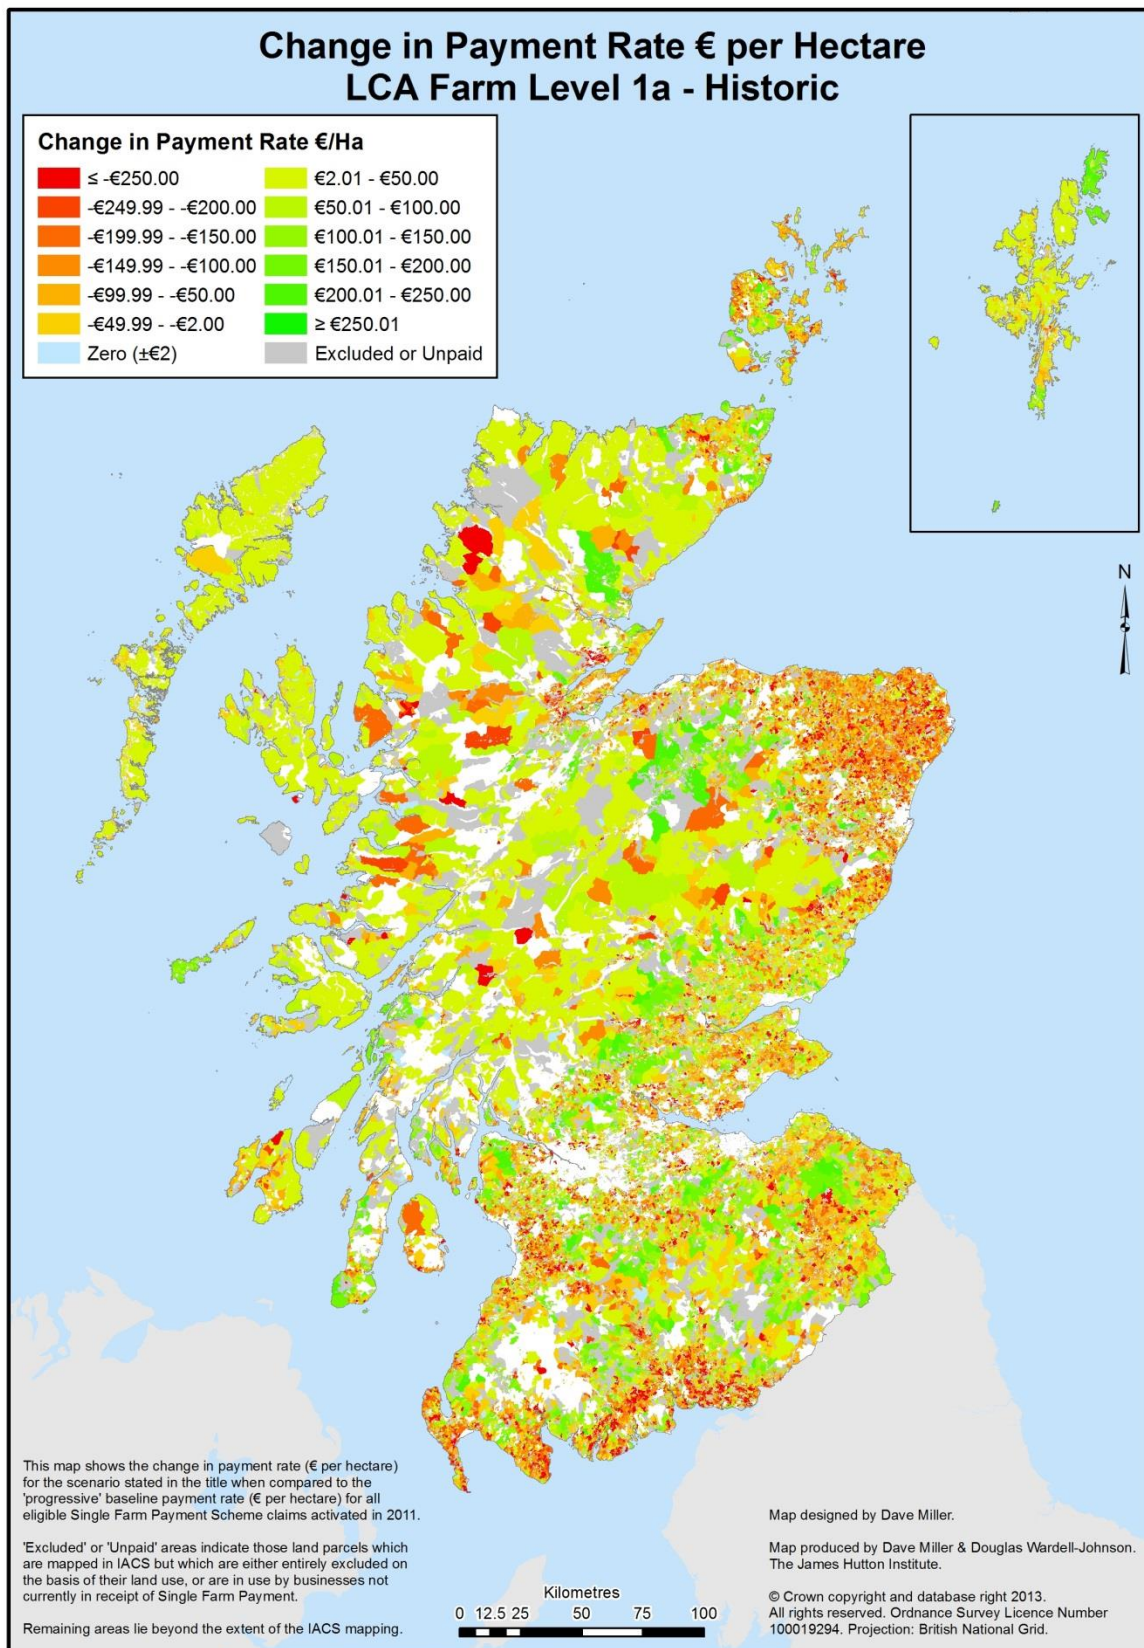 Change in Payment Rate € per Hectare
LCA Farm Level 1a - Historic
Change in Payment Rate €/Ha
≤ -€250.00
-€249.99 - -€200.00
-€199.99 - -€150.00
-€149.99 - -€100.00
-€99.99 - -€50.00
-€49.99 - -€2.00
Zero (±€2)
€2.01 - €50.00
€50.01 - €100.00
€100.01 - €150.00
€150.01 - €200.00
€200.01 - €250.00
≥ €250.01
Excluded or Unpaid
N
This map shows the change in payment rate (€ per hectare)
for the scenario stated in the title when compared to the
'progressive' baseline payment rate (€ per hectare) for all
eligible Single Farm Payment Scheme claims activated in 2011.
'Excluded' or 'Unpaid' areas indicate those land parcels which
are mapped in IACS but which are either entirely excluded on
the basis of their land use, or are in use by businesses not
currently in receipt of Single Farm Payment.
Remaining areas lie beyond the extent of the IACS mapping.
Kilometres
0 12.5 25 50 75 100
Map designed by Dave Miller.
Map produced by Dave Miller & Douglas Wardell-Johnson.
The James Hutton Institute.
© Crown copyright and database right 2013.
All rights reserved. Ordnance Survey Licence Number
100019294. Projection: British National Grid.